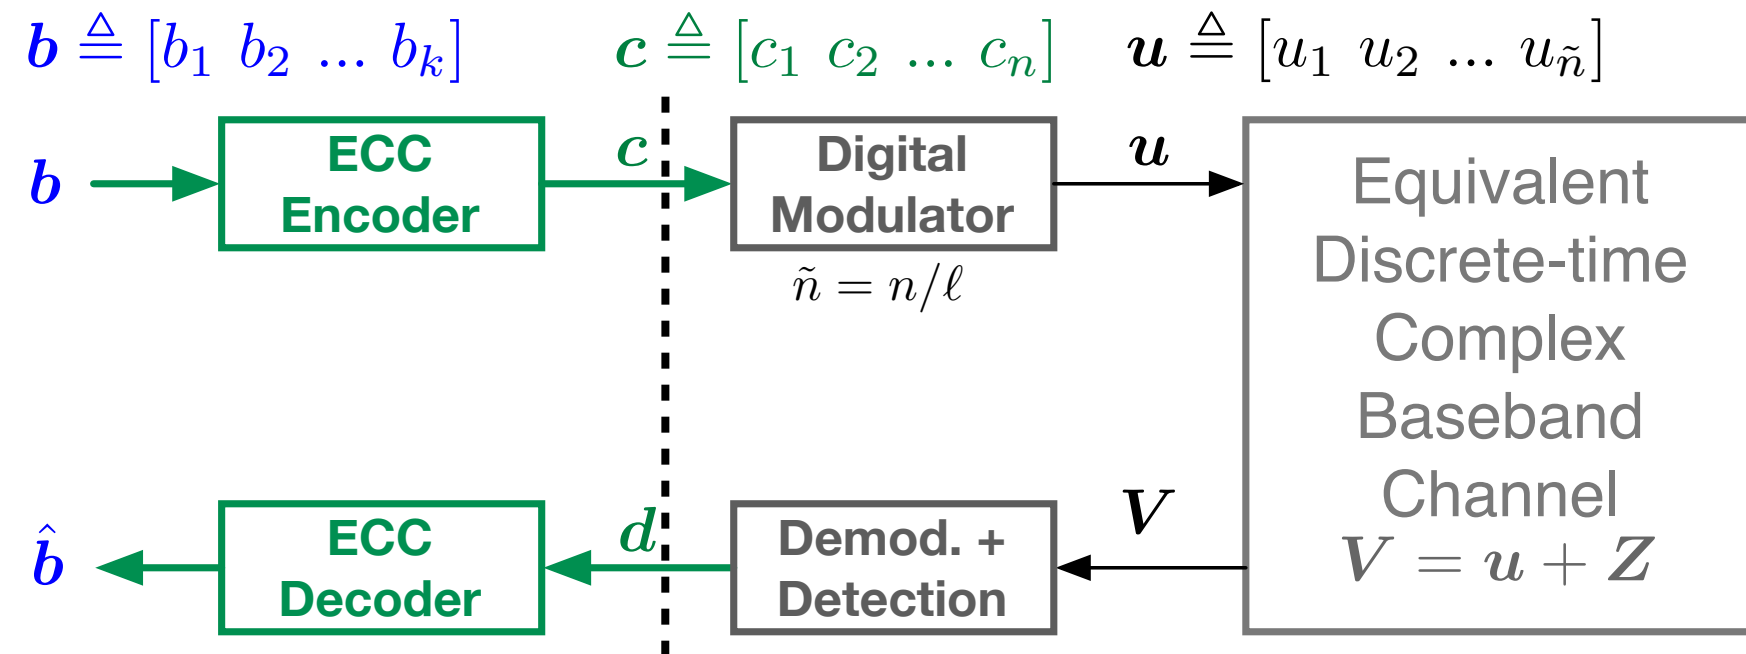 b ≜ [b₁ b₂ ... bₖ]
c ≜ [c₁ c₂ ... cₙ]
u ≜ [u₁ u₂ ... u_ñ]
b
ECC
Encoder
c
Digital
Modulator
ñ = n/ℓ
u
Equivalent
Discrete-time
Complex
Baseband
Channel
V = u + Z
b̂
ECC
Decoder
d
Demod. +
Detection
V